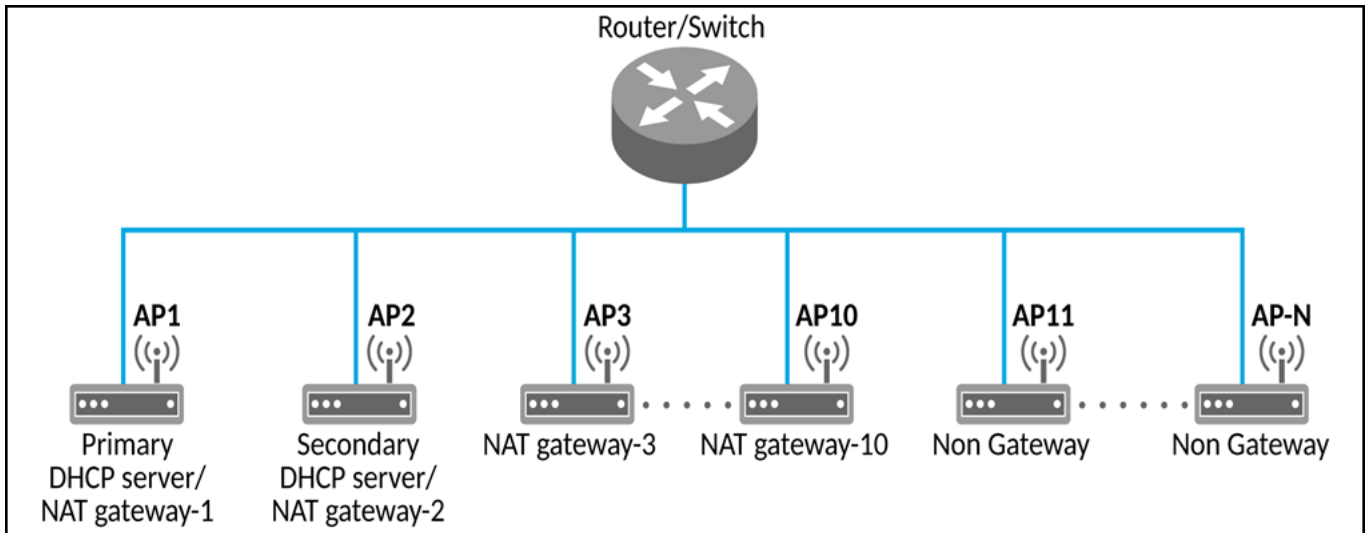 Router/Switch
AP1
AP2
AP3
AP10
AP11
AP-N
Primary
DHCP server/
NAT gateway-1
Secondary
DHCP server/
NAT gateway-2
NAT gateway-3
NAT gateway-10
Non Gateway
Non Gateway